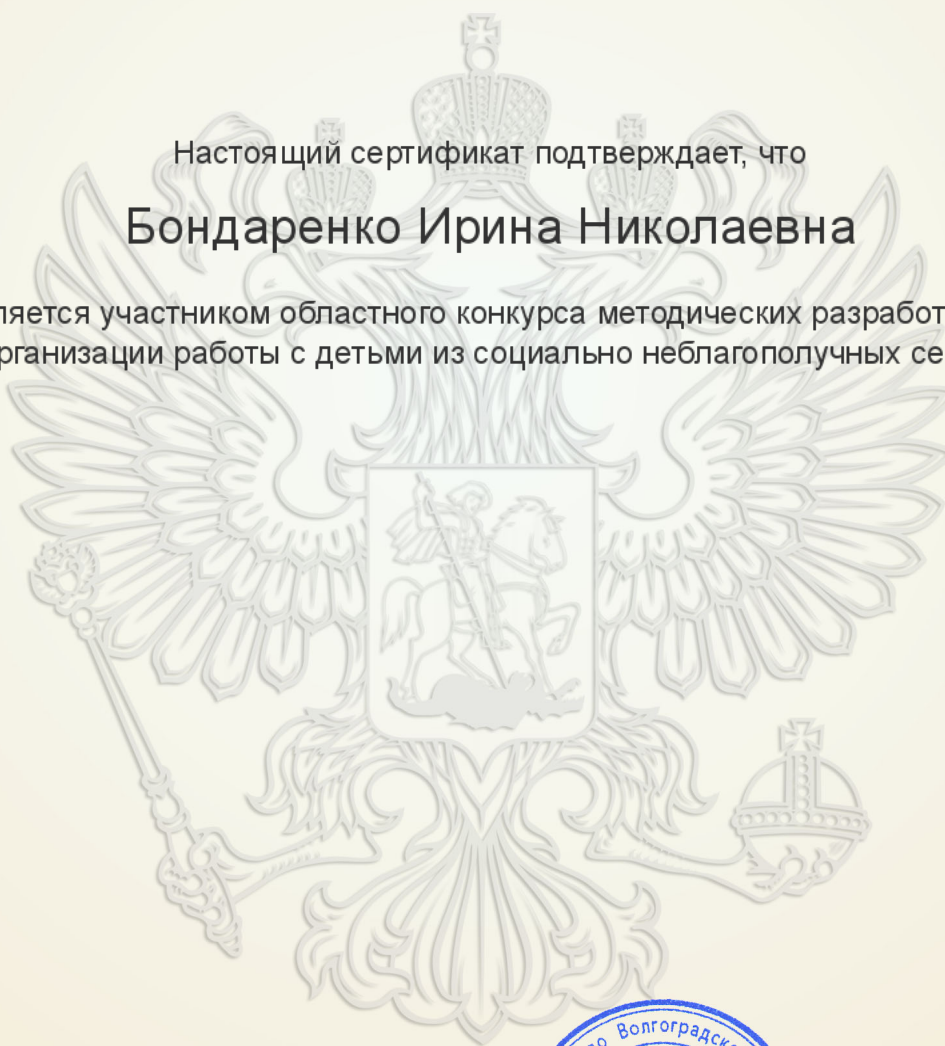 Настоящий сертификат подтверждает, что
Бондаренко Ирина Николаевна
ляется участником областного конкурса методических разработ
рганизации работы с детьми из социально неблагополучных се
Волгоградско